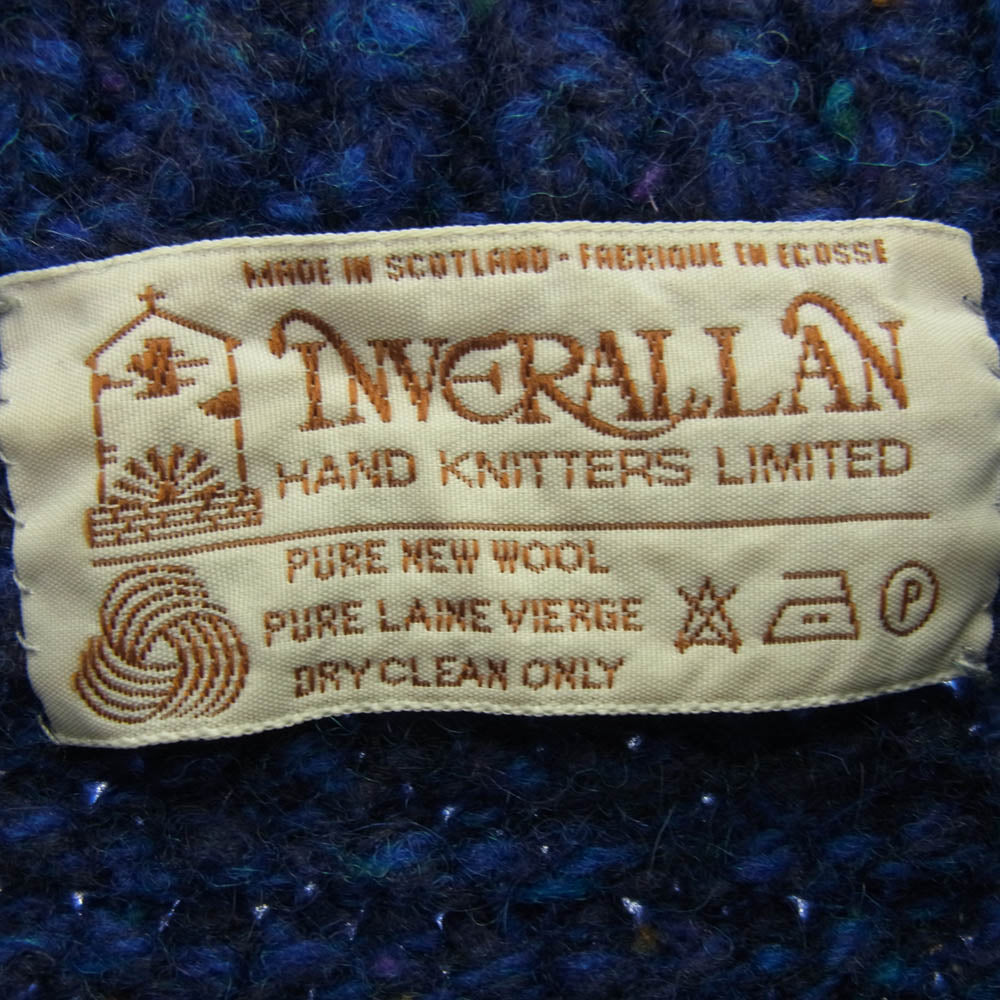 MADE IN SCOTLAND - FABRIQUE EN ECOSSE
INVERALLAN
HAND KNITTERS LIMITED
PURE NEW WOOL
PURE LAINE VIERGE
DRY CLEAN ONLY
P